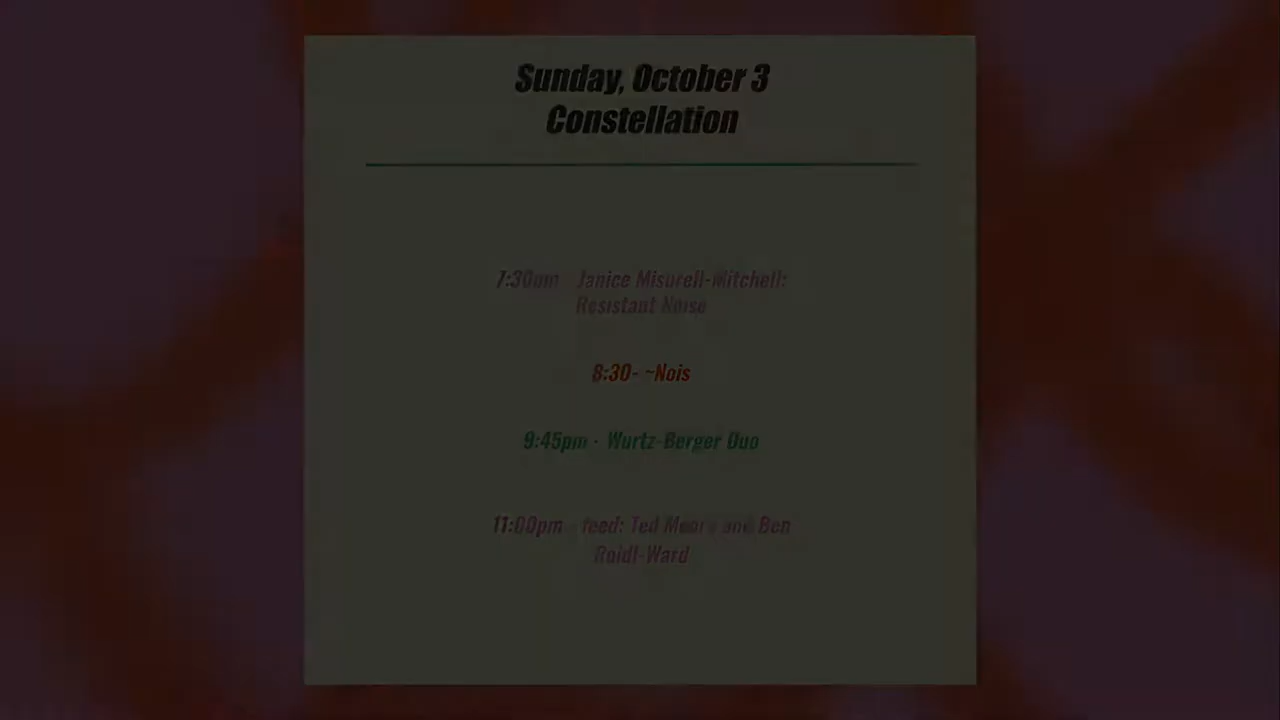 Sunday, October 3
Constellation
7:30pm - Janice Misurell-Mitchell:
Resistant Noise
8:30- ~Nois
9:45pm - Wurtz-Berger Duo
11:00pm - feed: Ted Moore and Ben
Roidl-Ward